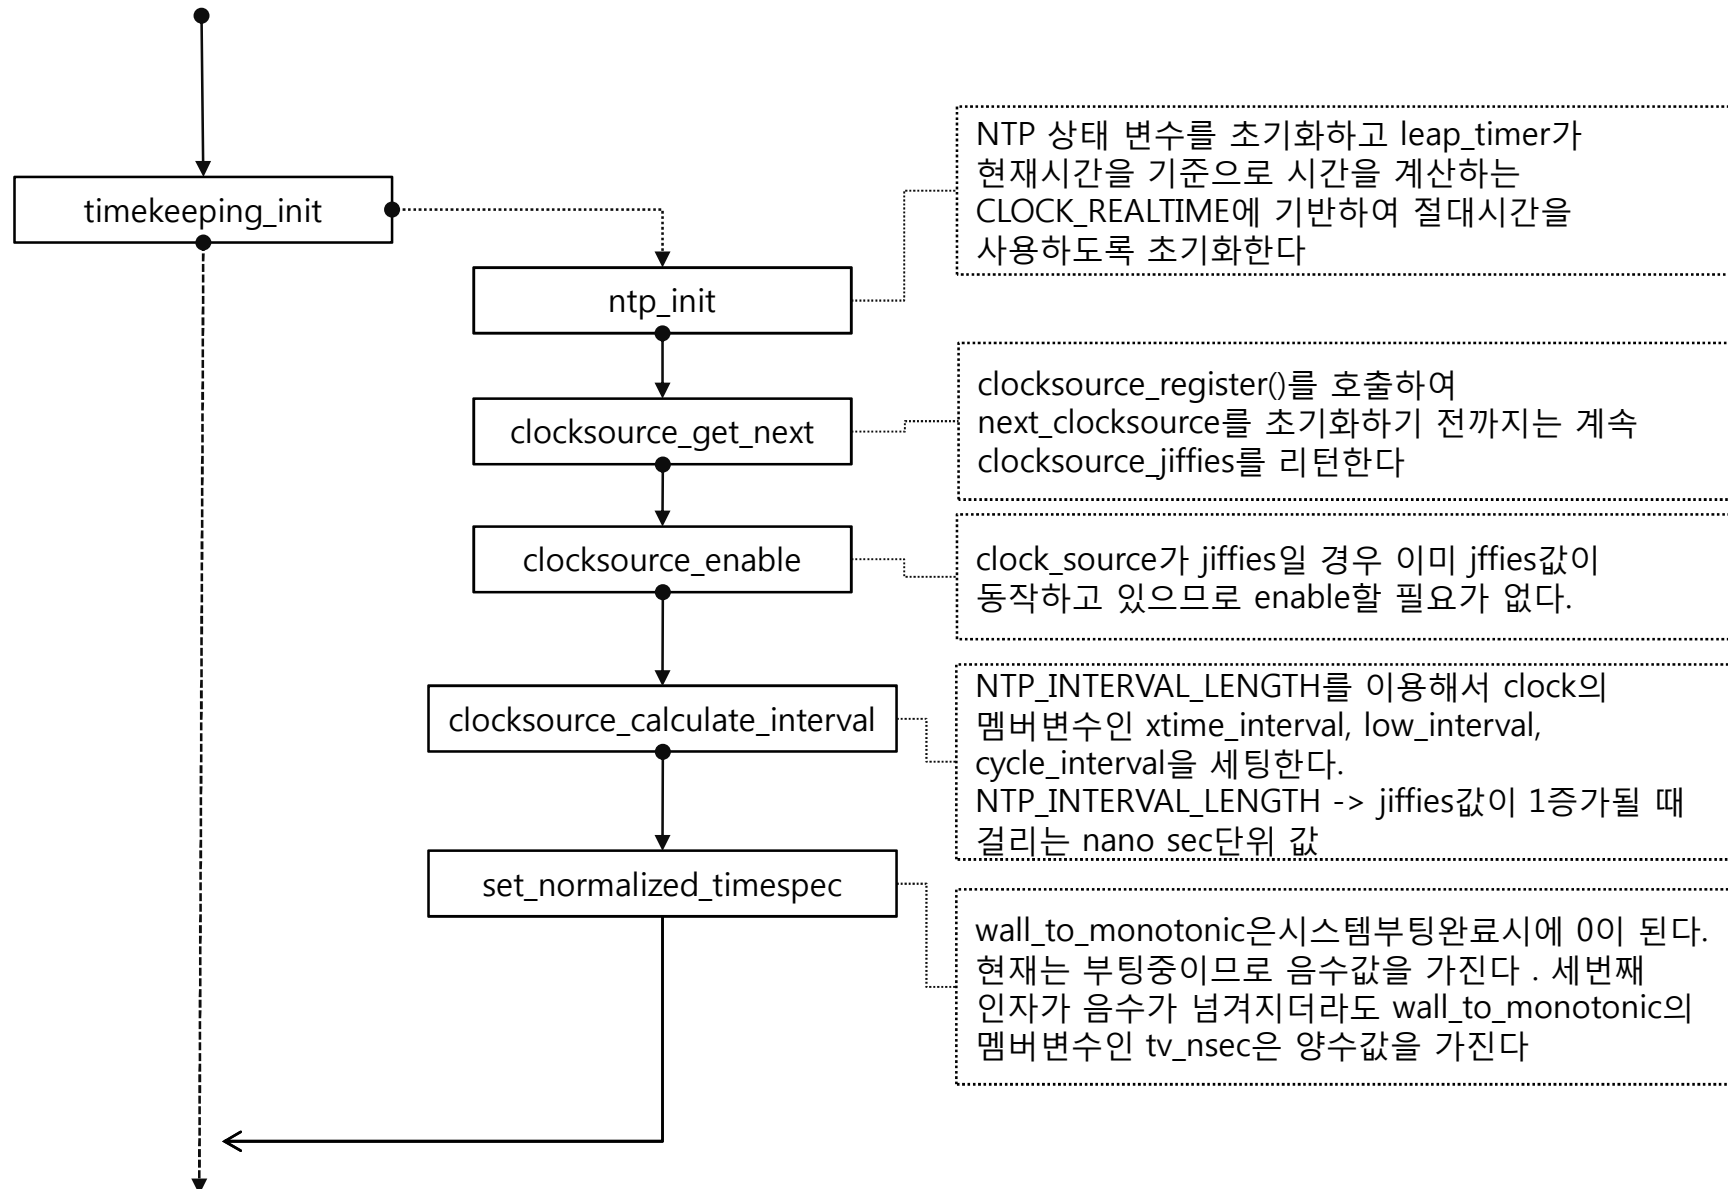 timekeeping_init
ntp_init
NTP 상태 변수를 초기화하고 leap_timer가
현재시간을 기준으로 시간을 계산하는
CLOCK_REALTIME에 기반하여 절대시간을
사용하도록 초기화한다
clocksource_get_next
clocksource_register()를 호출하여
next_clocksource를 초기화하기 전까지는 계속
clocksource_jiffies를 리턴한다
clocksource_enable
clock_source가 jiffies일 경우 이미 jffies값이
동작하고 있으므로 enable할 필요가 없다.
clocksource_calculate_interval
NTP_INTERVAL_LENGTH를 이용해서 clock의
멤버변수인 xtime_interval, low_interval,
cycle_interval을 세팅한다.
NTP_INTERVAL_LENGTH -> jiffies값이 1증가될 때
걸리는 nano sec단위 값
set_normalized_timespec
wall_to_monotonic은시스템부팅완료시에 0이 된다.
현재는 부팅중이므로 음수값을 가진다 . 세번째
인자가 음수가 넘겨지더라도 wall_to_monotonic의
멤버변수인 tv_nsec은 양수값을 가진다